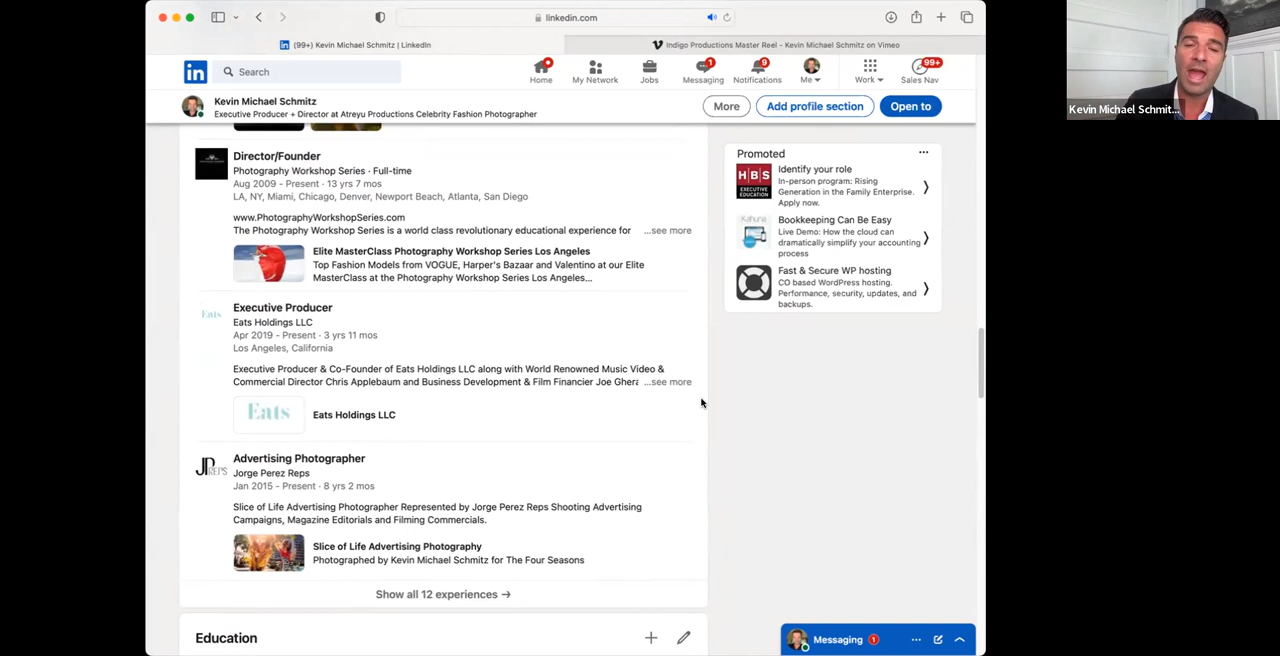 linkedin.com
(99+) Kevin Michael Schmitz | LinkedIn
Indigo Productions Master Reel - Kevin Michael Schmitz on Vimeo
in
Search
Home
My Network
Jobs
1
Messaging
9
Notifications
Me
Work
99+
Sales Nav
Kevin Michael Schmitz
Executive Producer + Director at Atreyu Productions Celebrity Fashion Photographer
More
Add profile section
Open to
Director/Founder
Photography Workshop Series · Full-time
Aug 2009 - Present · 13 yrs 7 mos
LA, NY, Miami, Chicago, Denver, Newport Beach, Atlanta, San Diego
www.PhotographyWorkshopSeries.com
The Photography Workshop Series is a world class revolutionary educational experience for ...see more
Elite MasterClass Photography Workshop Series Los Angeles
Top Fashion Models from VOGUE, Harper's Bazaar and Valentino at our Elite
MasterClass at the Photography Workshop Series Los Angeles...
Eats
Executive Producer
Eats Holdings LLC
Apr 2019 - Present · 3 yrs 11 mos
Los Angeles, California
Executive Producer & Co-Founder of Eats Holdings LLC along with World Renowned Music Video &
Commercial Director Chris Applebaum and Business Development & Film Financier Joe Ghera ...see more
Eats
Eats Holdings LLC
JPREPS
Advertising Photographer
Jorge Perez Reps
Jan 2015 - Present · 8 yrs 2 mos
Slice of Life Advertising Photographer Represented by Jorge Perez Reps Shooting Advertising
Campaigns, Magazine Editorials and Filming Commercials.
Slice of Life Advertising Photography
Photographed by Kevin Michael Schmitz for The Four Seasons
Show all 12 experiences →
Education
Promoted
HBS
EXECUTIVE
EDUCATION
Identify your role
In-person program: Rising
Generation in the Family Enterprise.
Apply now.
Kahuna
Bookkeeping Can Be Easy
Live Demo: How the cloud can
dramatically simplify your accounting
process
Fast & Secure WP hosting
CO based WordPress hosting.
Performance, security, updates, and
backups.
Messaging 1
Kevin Michael Schmit...